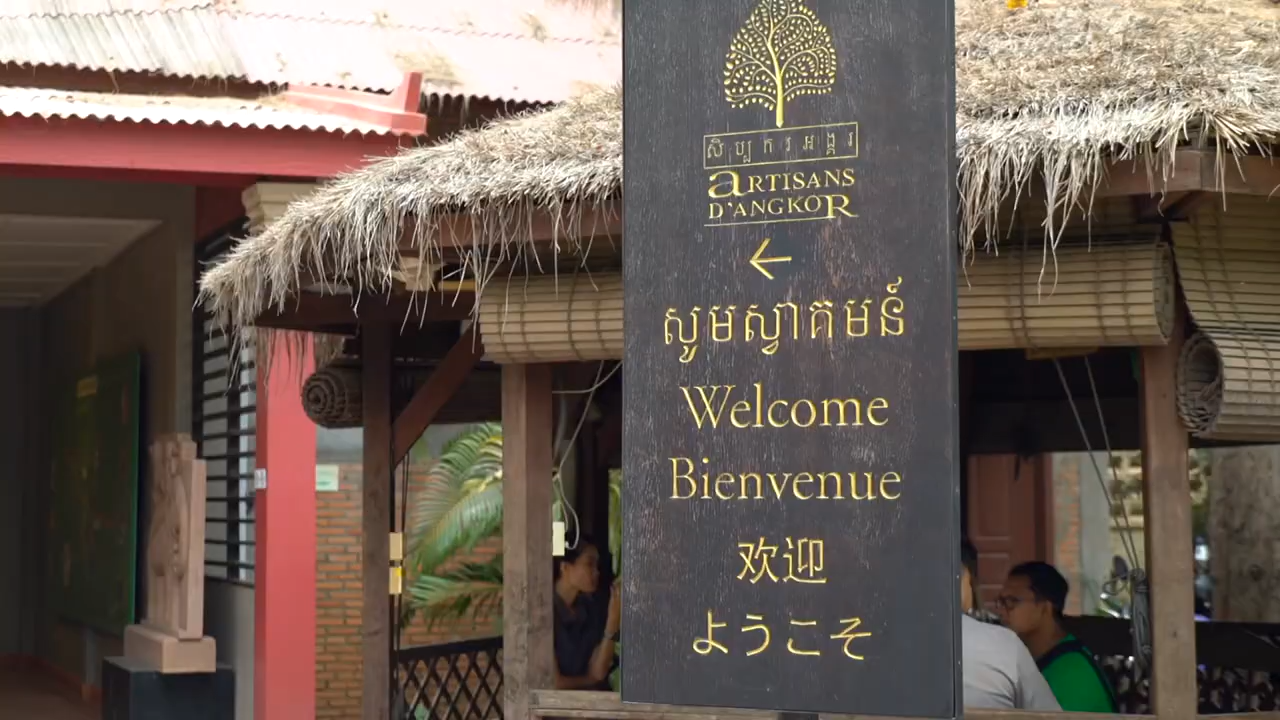 សិប្បករអង្គរ
ARTISANS
D'ANGKOR
←
សូមស្វាគមន៍
Welcome
Bienvenue
欢迎
ようこそ